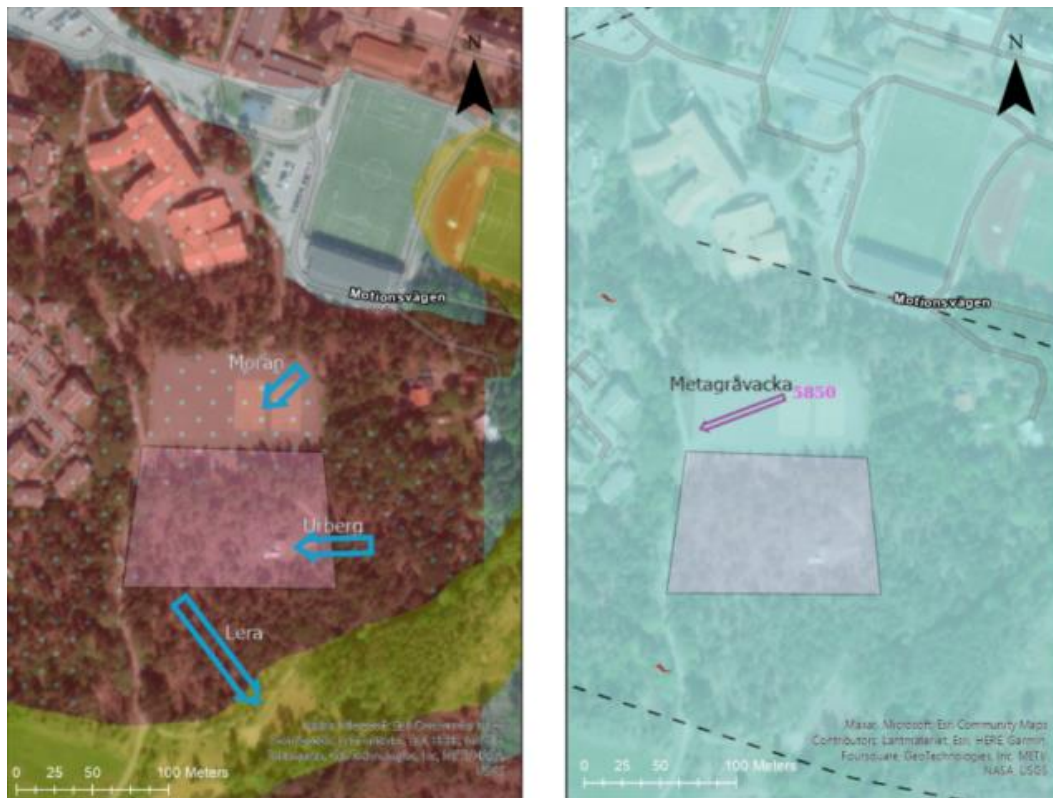 N
Motionsvägen
Morän
Urberg
Lera
0 25 50 100 Meters
N
Motionsvägen
Metagråvacka
5850
Maxar, Microsoft, Esri Community Maps
Contributors, Lantmäteriet, Esri, HERE, Garmin,
Foursquare, GeoTechnologies, Inc, METI/
NASA, USGS
0 25 50 100 Meters